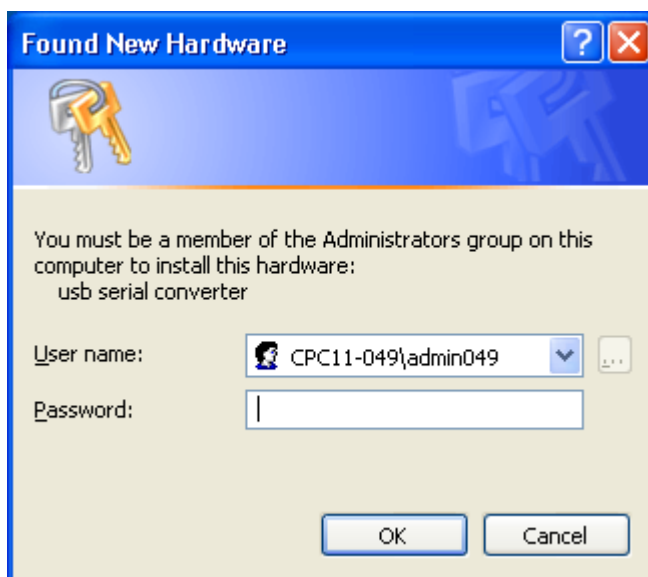 Found New Hardware
You must be a member of the Administrators group on this
computer to install this hardware:
usb serial converter
User name:
CPC11-049\admin049
...
Password:
OK
Cancel